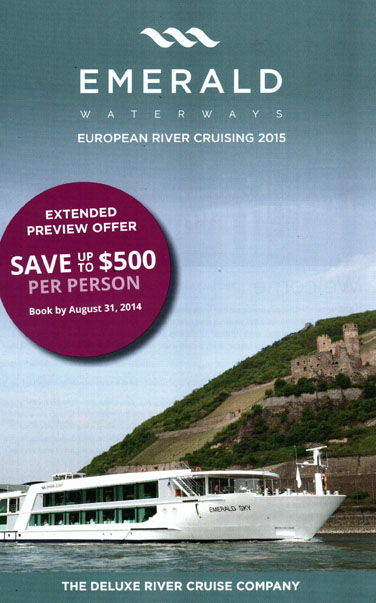 EMERALD
WATERWAYS
EUROPEAN RIVER CRUISING 2015
EXTENDED
PREVIEW OFFER
SAVE UP TO $500
PER PERSON
Book by August 31, 2014
EMERALD SKY
THE DELUXE RIVER CRUISE COMPANY